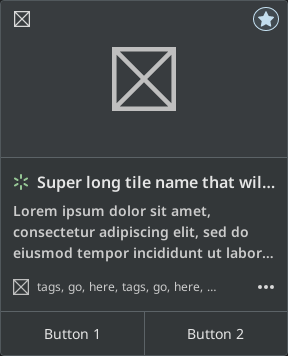 Super long tile name that wil...
Lorem ipsum dolor sit amet,
consectetur adipiscing elit, sed do
eiusmod tempor incididunt ut labor...
tags, go, here, tags, go, here, ...
Button 1
Button 2